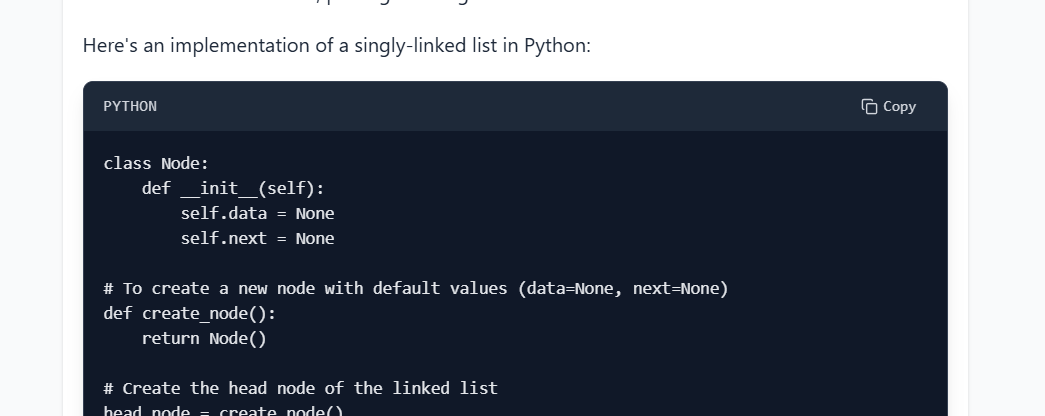 Here's an implementation of a singly-linked list in Python:
PYTHON
Copy
class Node:
    def __init__(self):
        self.data = None
        self.next = None
# To create a new node with default values (data=None, next=None)
def create_node():
    return Node()
# Create the head node of the linked list
head_node = create_node()